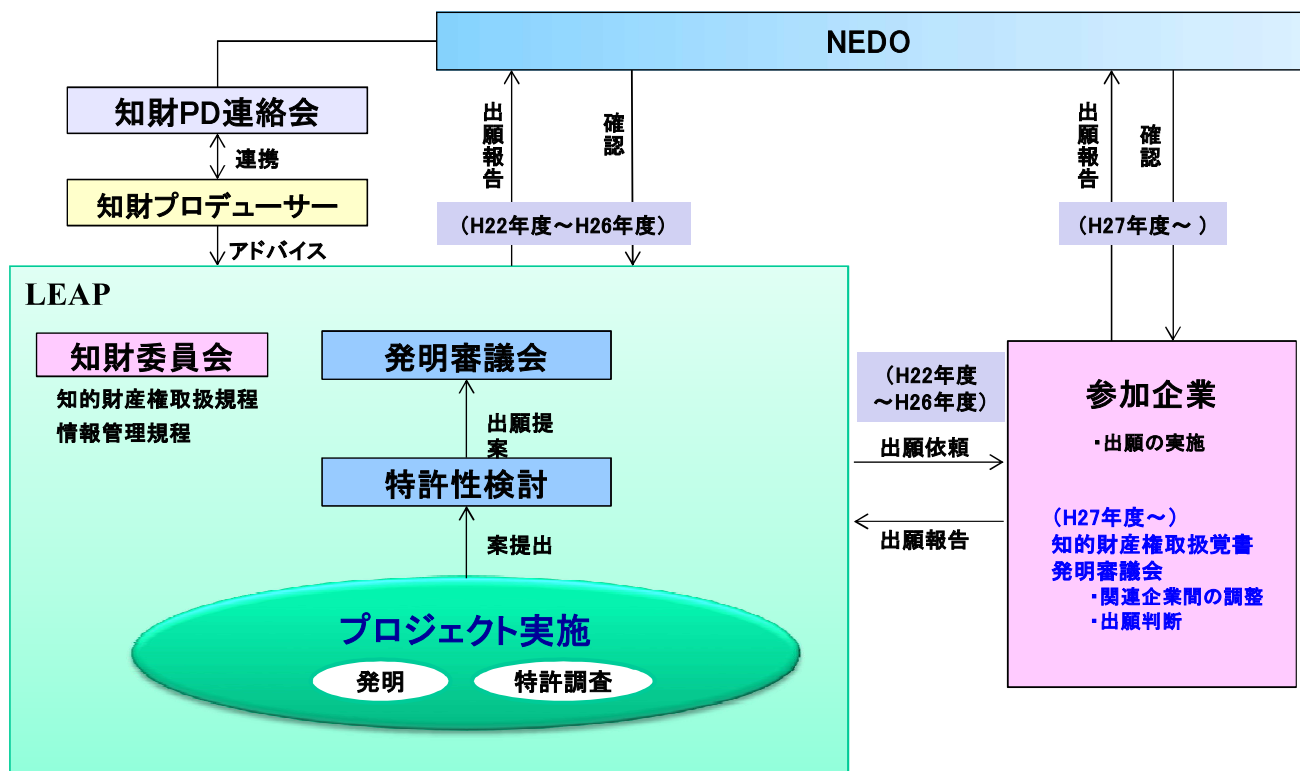 NEDO
知財PD連絡会
連携
知財プロデューサー
アドバイス
出願報告
確認
(H22年度～H26年度)
出願報告
確認
(H27年度～ )
LEAP
知財委員会
知的財産権取扱規程
情報管理規程
発明審議会
出願提
案
特許性検討
案提出
プロジェクト実施
発明
特許調査
(H22年度
～H26年度)
出願依頼
出願報告
参加企業
・出願の実施
(H27年度～)
知的財産権取扱覚書
発明審議会
・関連企業間の調整
・出願判断